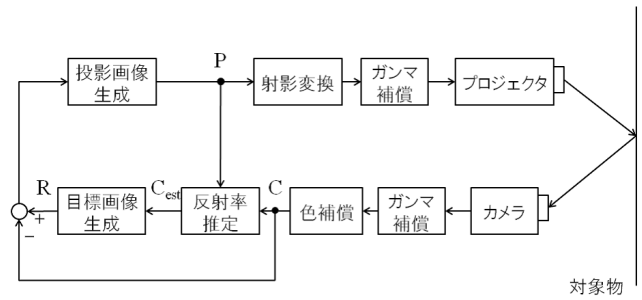 P
投影画像
生成
射影変換
ガンマ
補償
プロジェクタ
R
目標画像
生成
Cest
反射率
推定
C
色補償
ガンマ
補償
カメラ
+
−
対象物